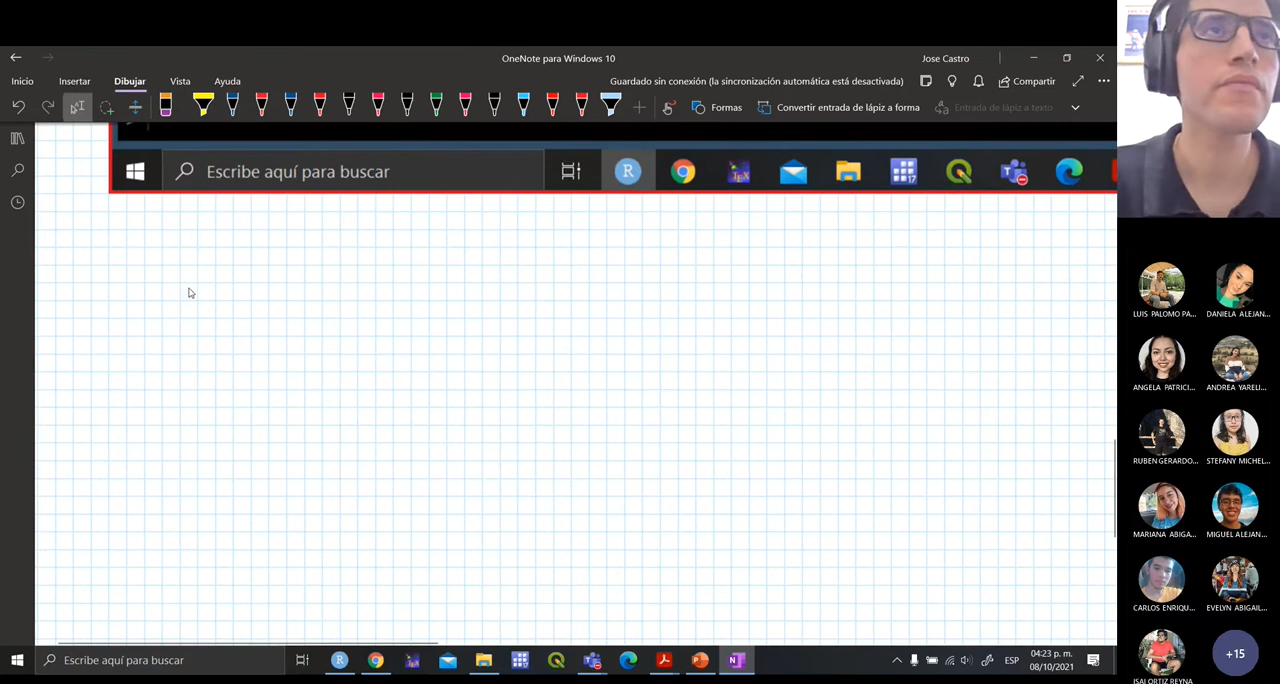 OneNote para Windows 10
Jose Castro
Inicio
Insertar
Dibujar
Vista
Ayuda
Guardado sin conexión (la sincronización automática está desactivada)
Compartir
Formas
Convertir entrada de lápiz a forma
Entrada de lápiz a texto
Escribe aquí para buscar
R
TEX
17
LUIS PALOMO PA...
DANIELA ALEJAN...
ANGELA PATRICI...
ANDREA YARELI...
RUBEN GERARDO...
STEFANY MICHEL...
MARIANA ABIGA...
MIGUEL ALEJAN...
CARLOS ENRIQU...
EVELYN ABIGAIL...
ISAI ORTIZ REYNA
+15
Escribe aquí para buscar
R
N
ESP
04:23 p. m.
08/10/2021